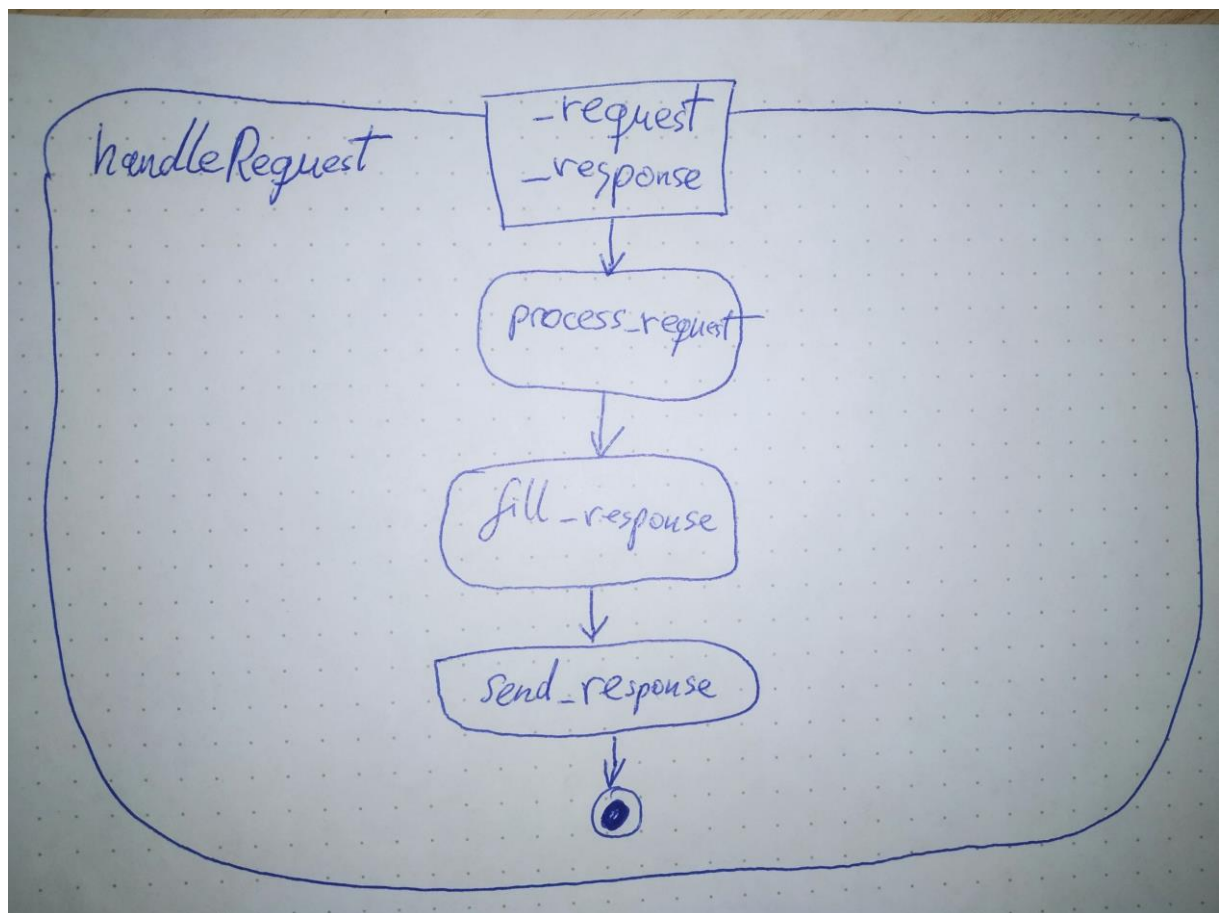 handleRequest
_request
_response
process_request
fill_response
send_response